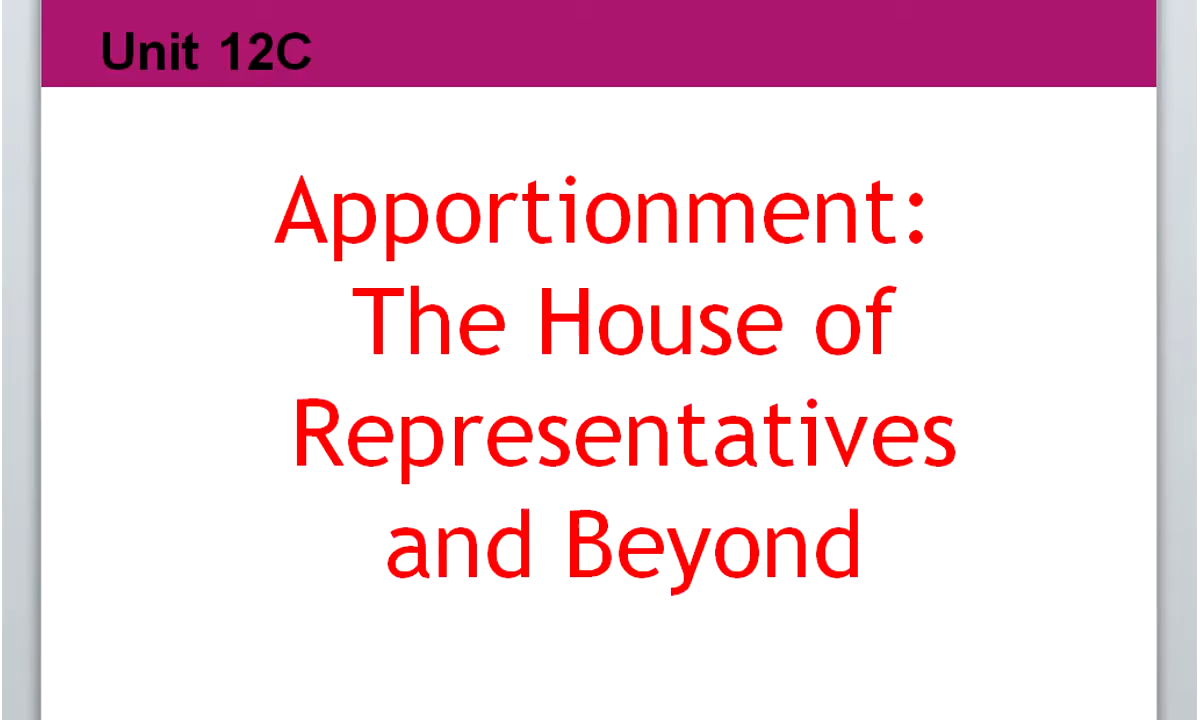 Unit 12C
Apportionment:
The House of
Representatives
and Beyond